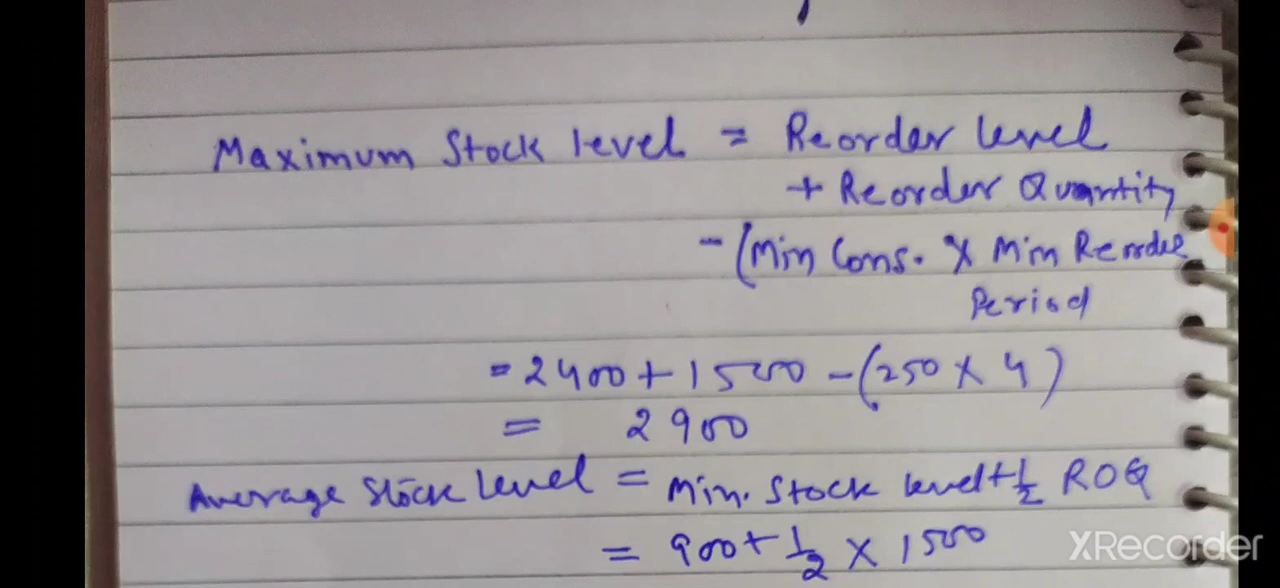 Maximum Stock level = Reorder level
+ Reorder Quantity
- (Min Cons. X Min Reorder
Period
= 2400 + 1500 - (250 X 4)
= 2900
Average Stock Level = Min. Stock level + 1/2 ROQ
= 900 + 1/2 X 1500
XRecorder